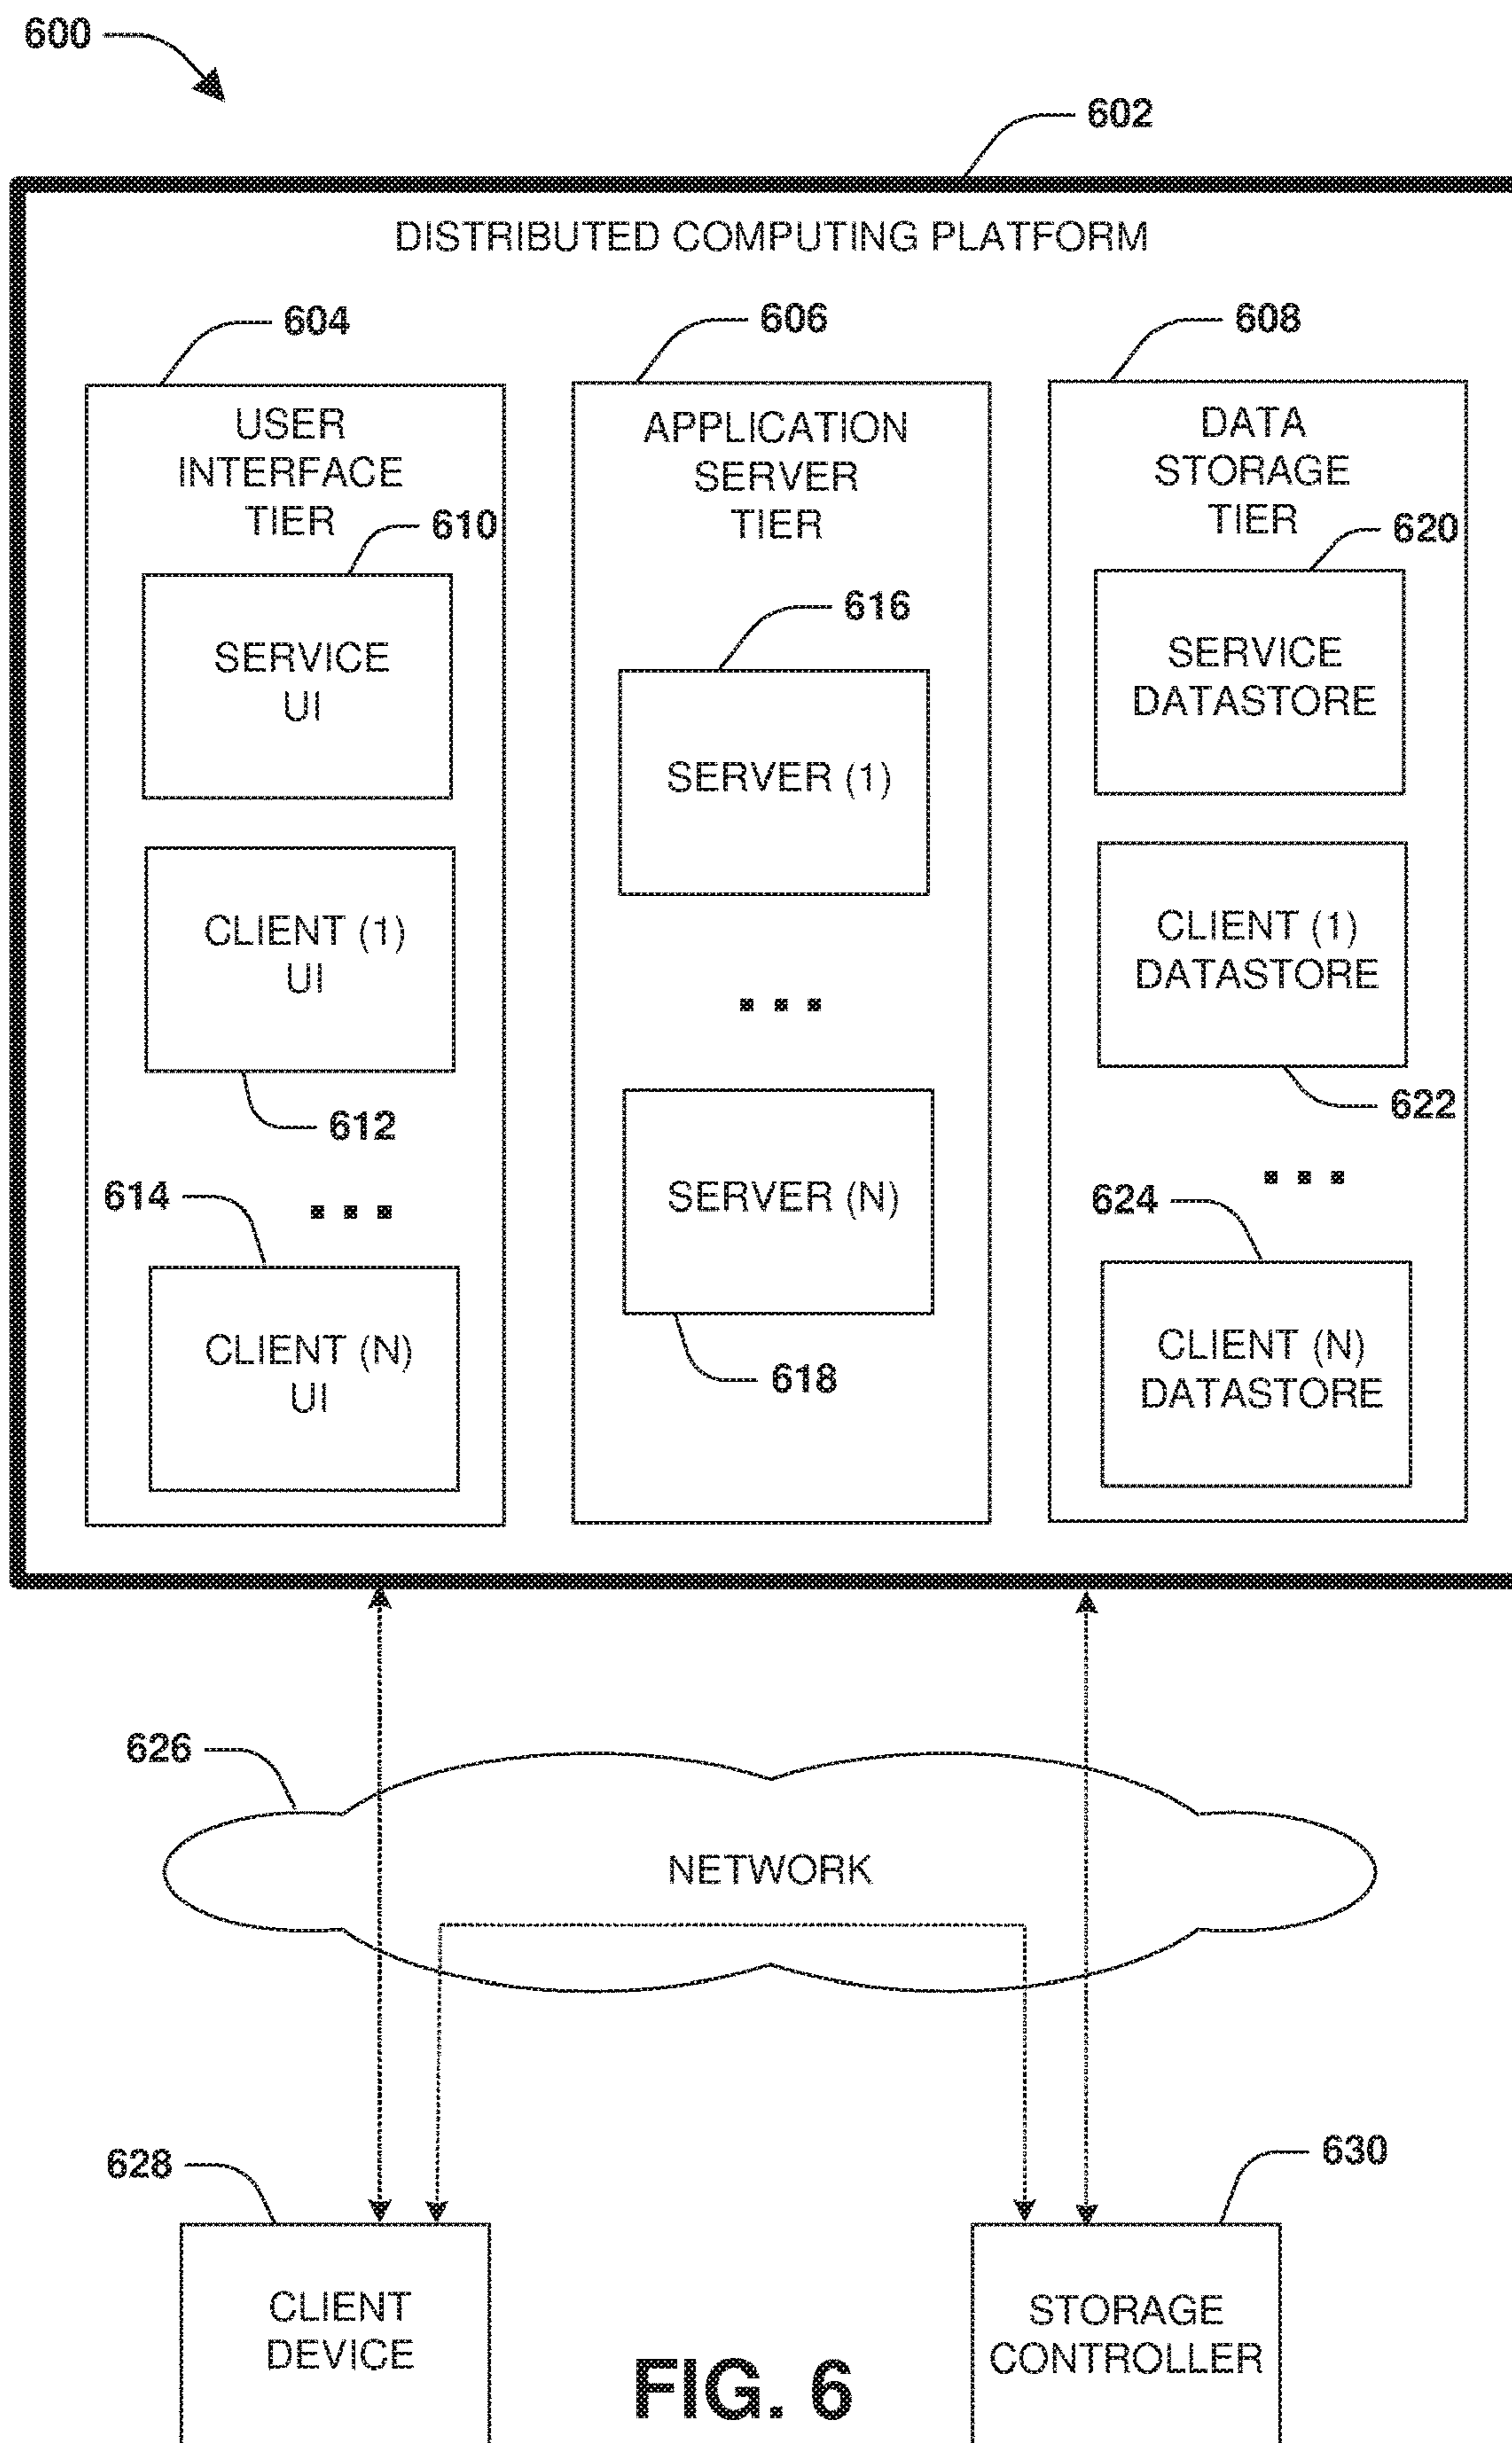 600
602
DISTRIBUTED COMPUTING PLATFORM
604
606
608
USER
INTERFACE
TIER
610
SERVICE
UI
CLIENT (1)
UI
612
614
CLIENT (N)
UI
APPLICATION
SERVER
TIER
616
SERVER (1)
SERVER (N)
618
DATA
STORAGE
TIER
620
SERVICE
DATASTORE
CLIENT (1)
DATASTORE
622
624
CLIENT (N)
DATASTORE
626
NETWORK
628
630
CLIENT
DEVICE
STORAGE
CONTROLLER
FIG. 6